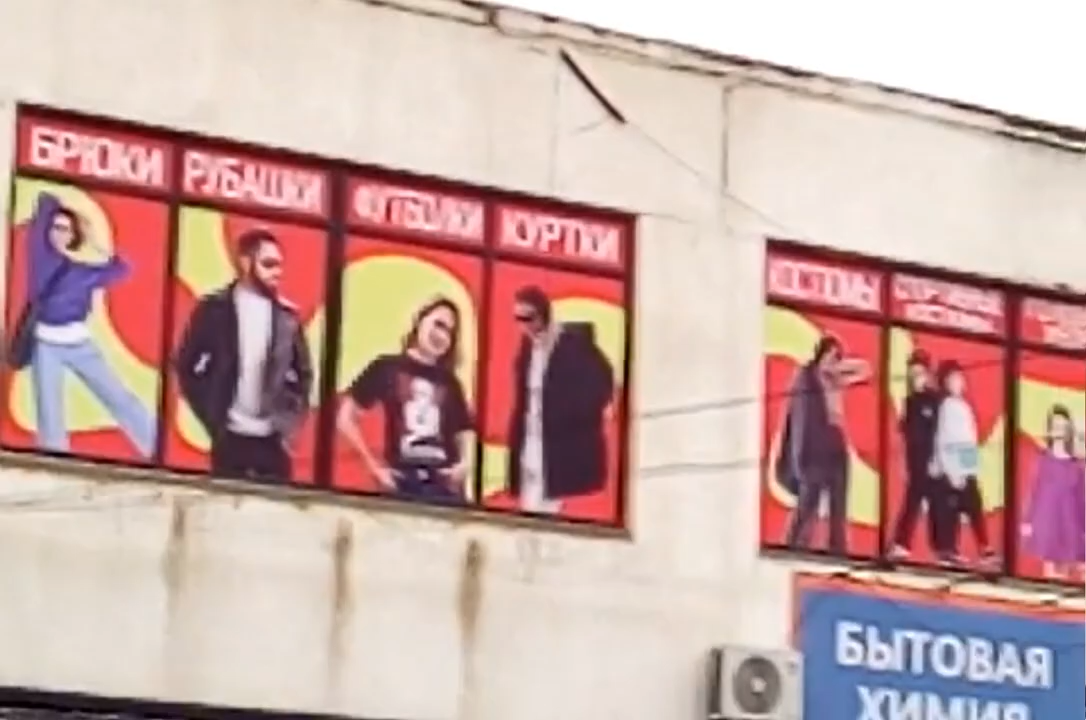 БРЮКИ
РУБАШКИ
ФУТБОЛКИ
КУРТКИ
КОСТЮМЫ
СПОРТИВНЫЕ
КОСТЮМЫ
БЫТОВАЯ
ХИМИЯ